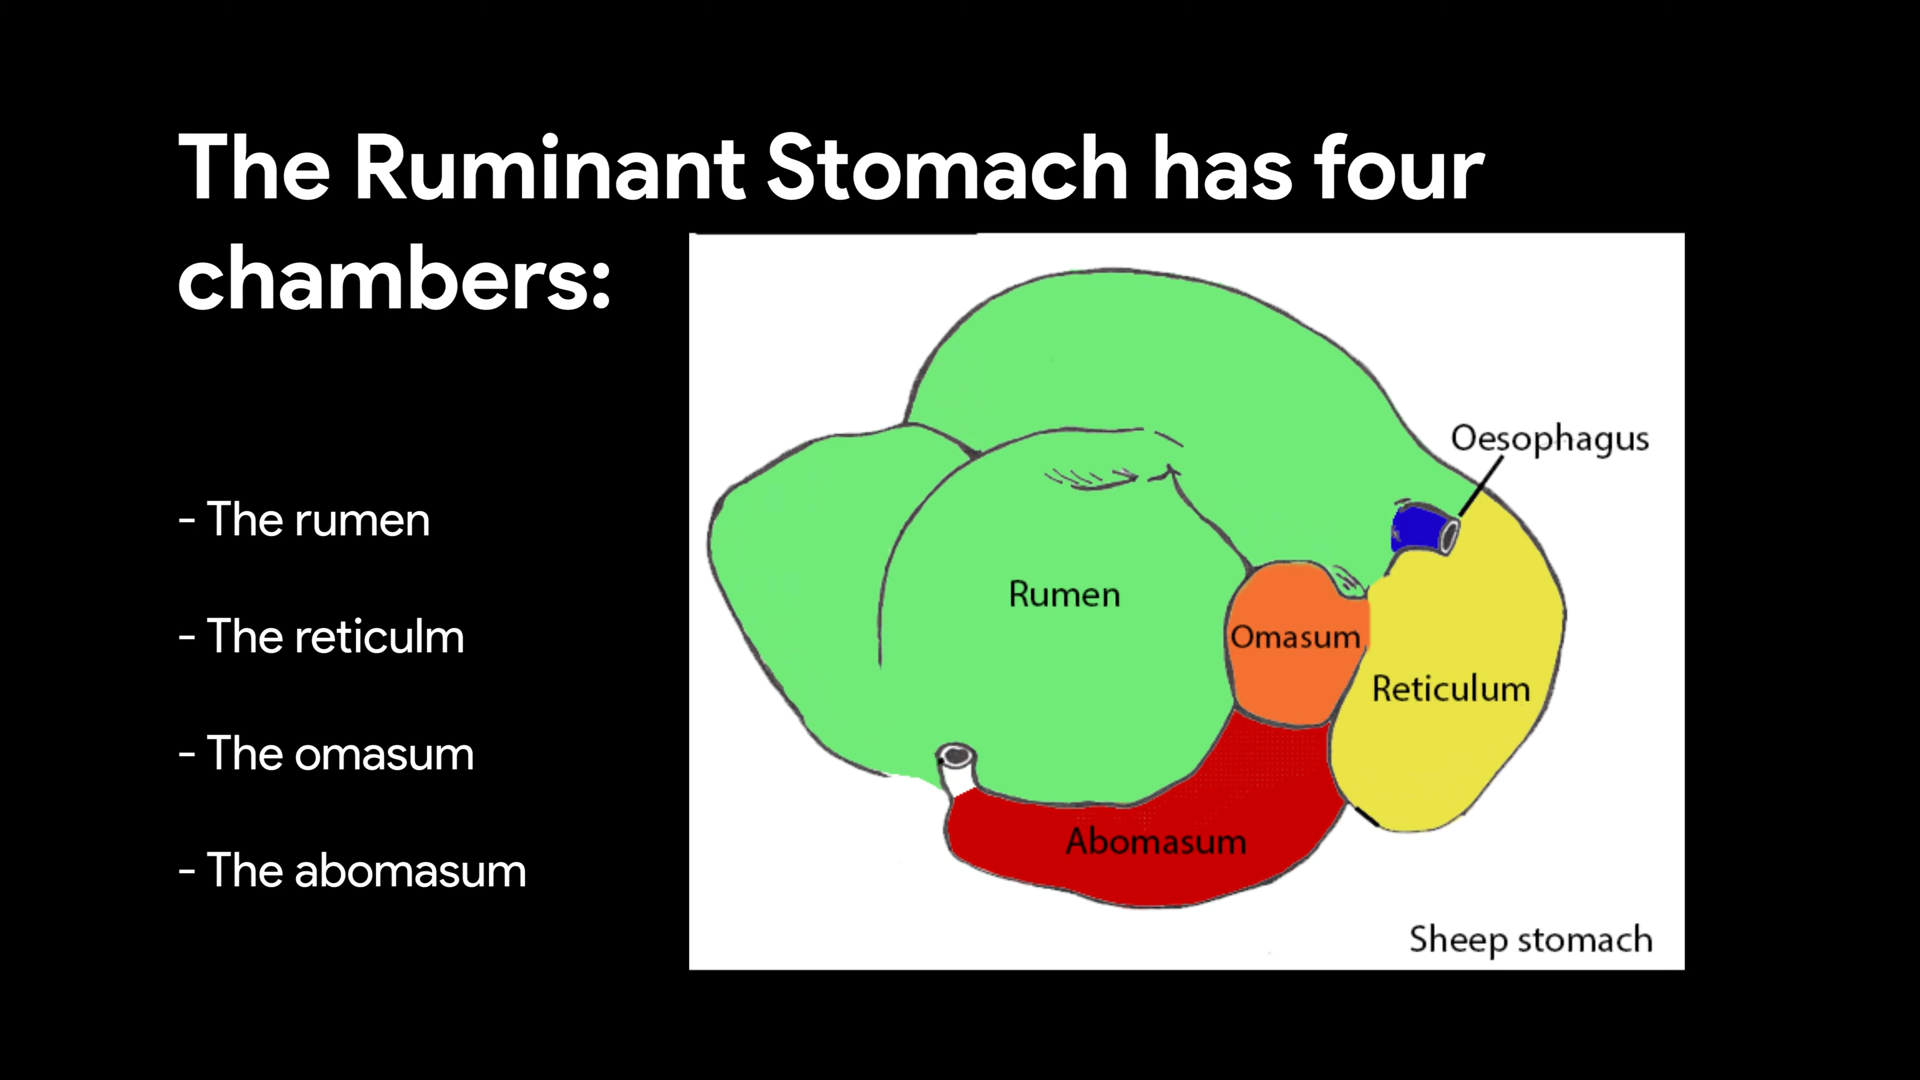 The Ruminant Stomach has four
chambers:
- The rumen
- The reticulm
- The omasum
- The abomasum
Oesophagus
Rumen
Omasum
Reticulum
Abomasum
Sheep stomach